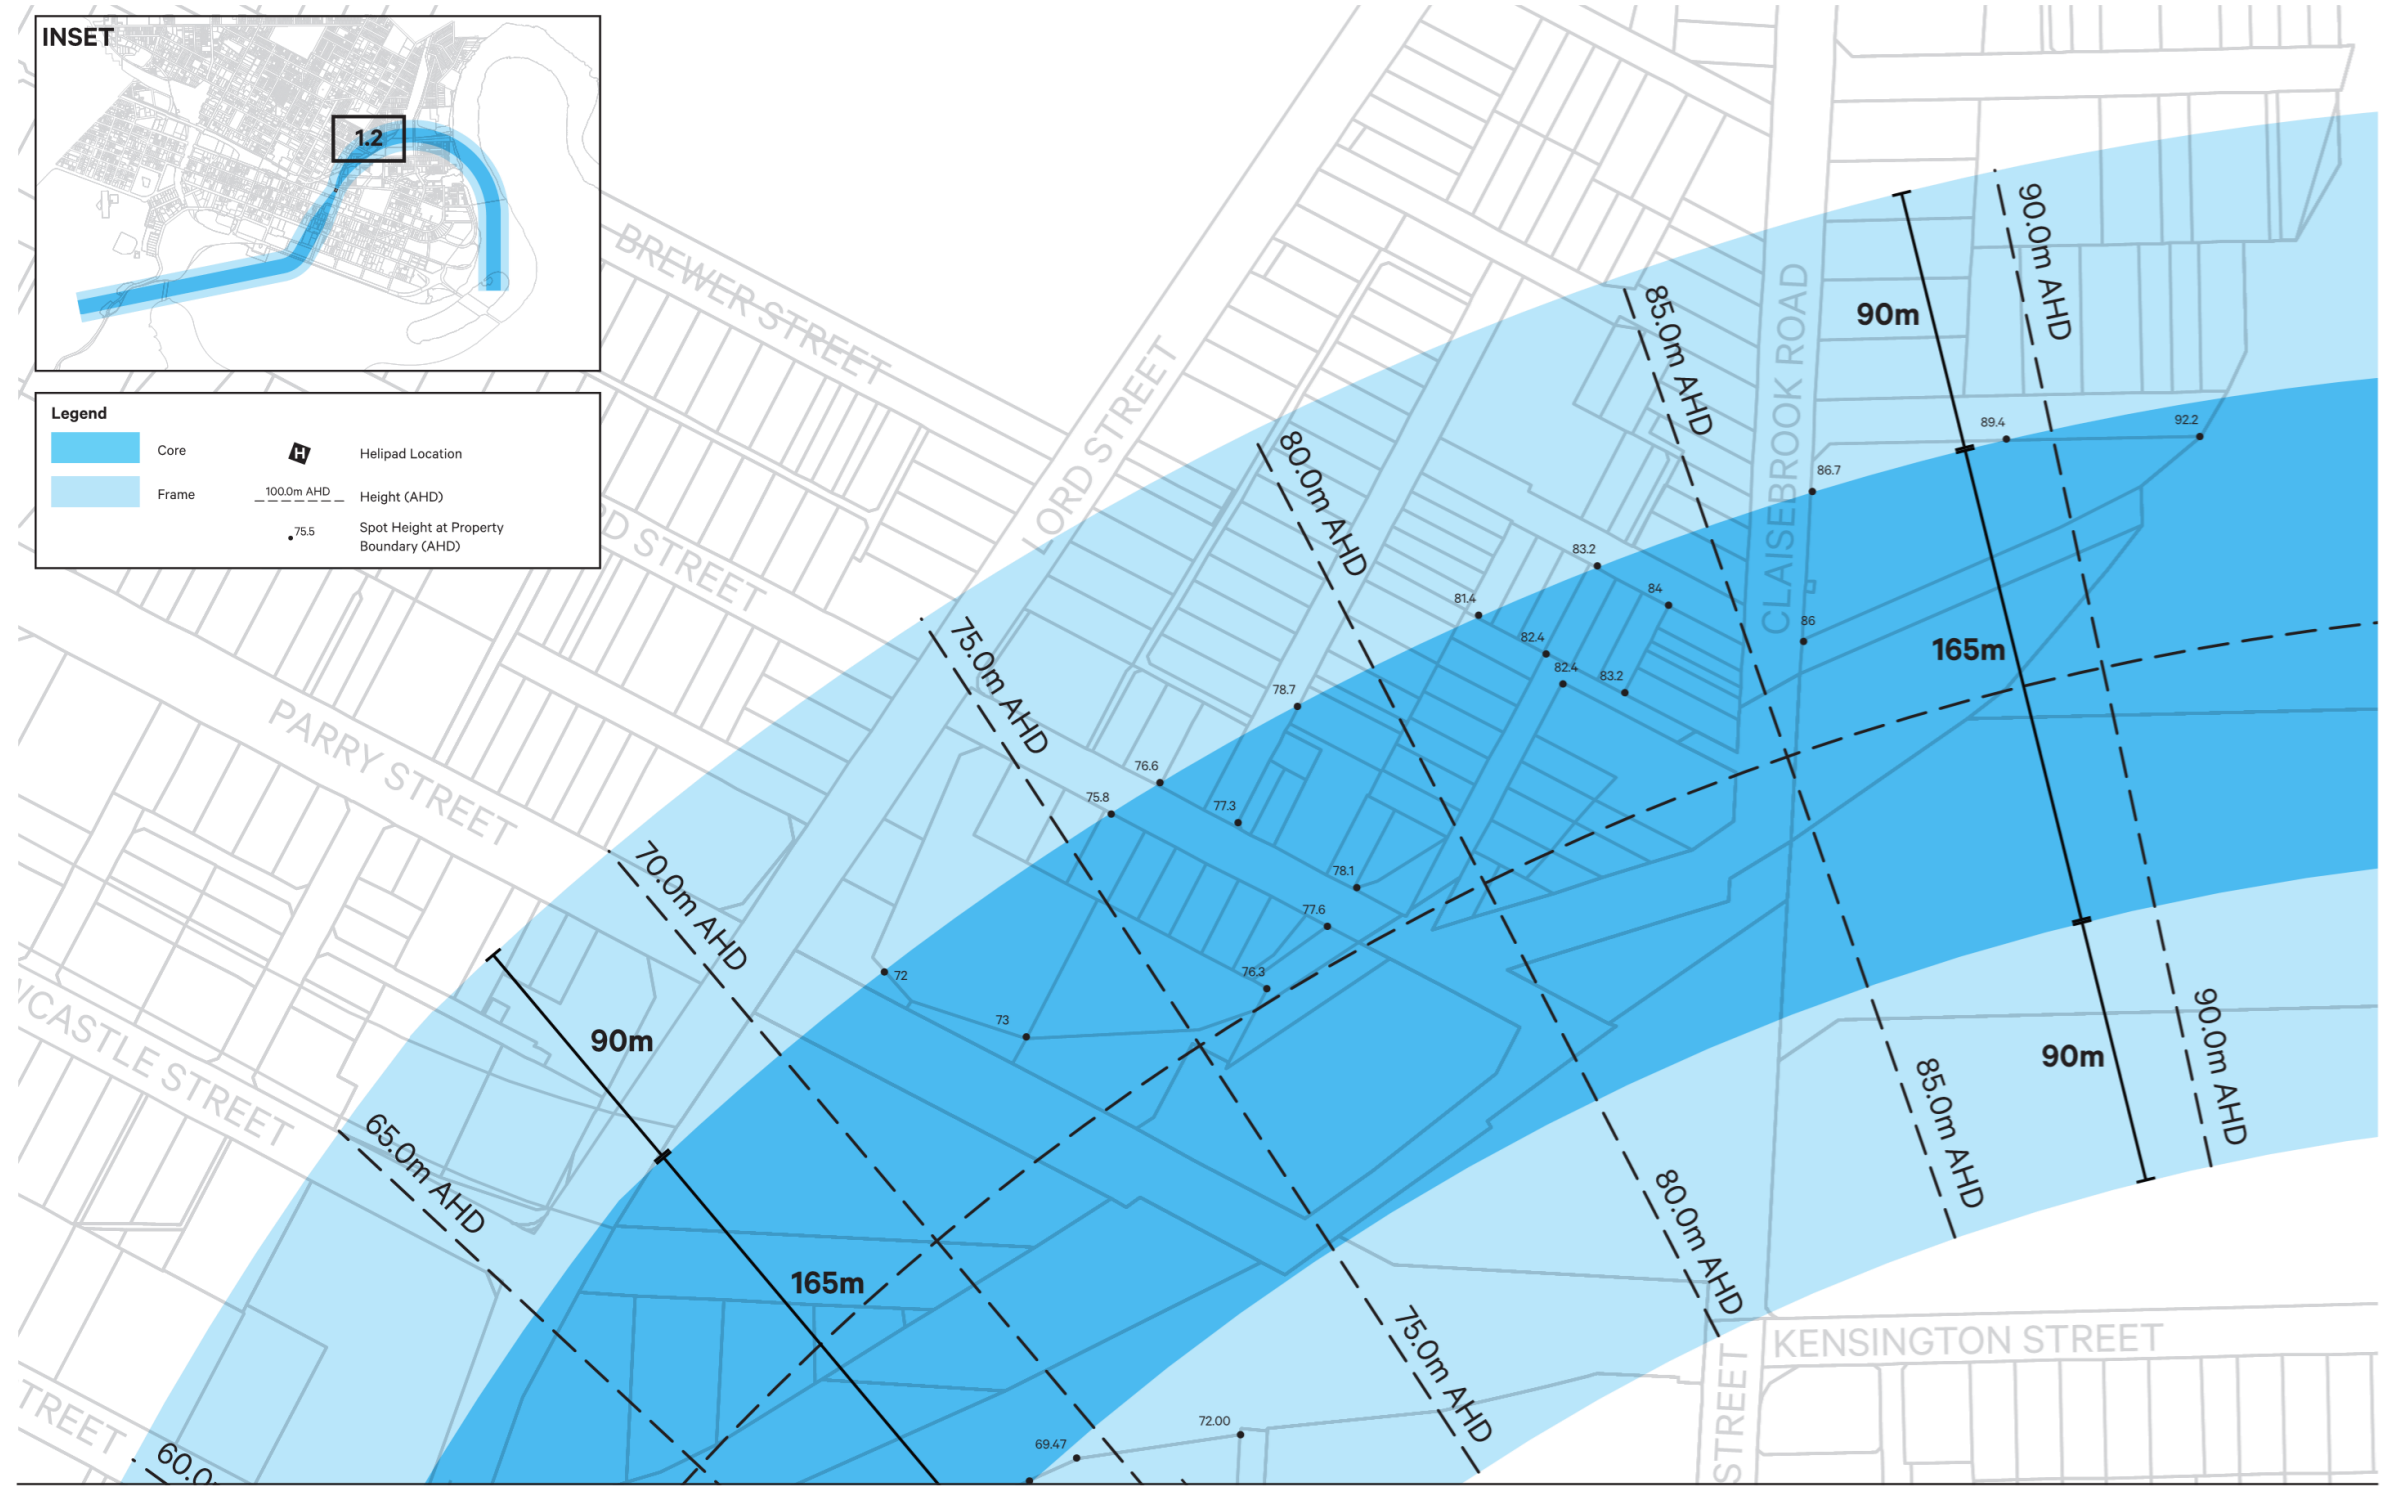 INSET
1.2
Legend
Core
Frame
H
Helipad Location
100.0m AHD
Height (AHD)
75.5
Spot Height at Property
Boundary (AHD)
BREWER STREET
LORD STREET
RD STREET
PARRY STREET
CASTLE STREET
TREET
CLAISEBROOK ROAD
KENSINGTON STREET
STREET
90.0m AHD
85.0m AHD
80.0m AHD
75.0m AHD
70.0m AHD
65.0m AHD
60.0
90m
165m
90m
90m
165m
90.0m AHD
85.0m AHD
80.0m AHD
75.0m AHD
89.4
92.2
86.7
83.2
84
81.4
86
82.4
82.4
83.2
78.7
76.6
75.8
77.3
78.1
77.6
76.3
72
73
72.00
69.47